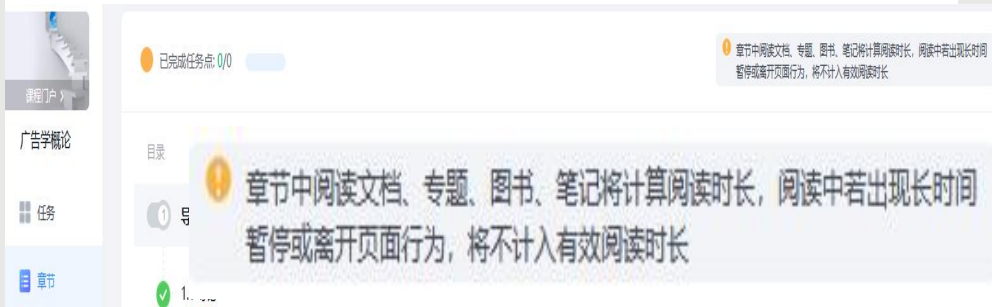 课程门户 >
广告学概论
任务
章节
已完成任务点: 0/0
章节中阅读文档、专题、图书、笔记将计算阅读时长，阅读中若出现长时间
暂停或离开页面行为，将不计入有效阅读时长
目录
1
章节中阅读文档、专题、图书、笔记将计算阅读时长，阅读中若出现长时间
暂停或离开页面行为，将不计入有效阅读时长